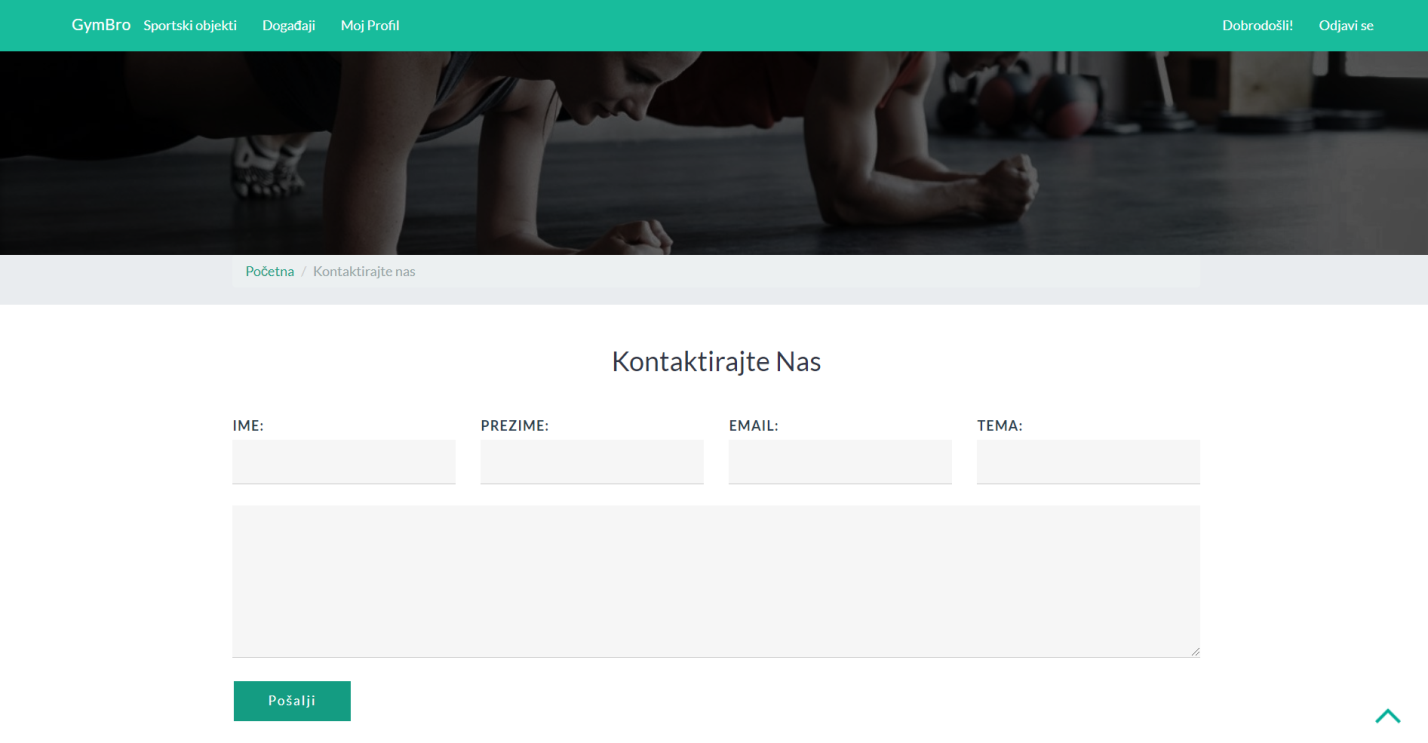 GymBro Sportski objekti Događaji Moj Profil Dobrodošli! Odjavi se
Početna / Kontaktirajte nas
Kontaktirajte Nas
IME: PREZIME: EMAIL: TEMA:
Pošalji